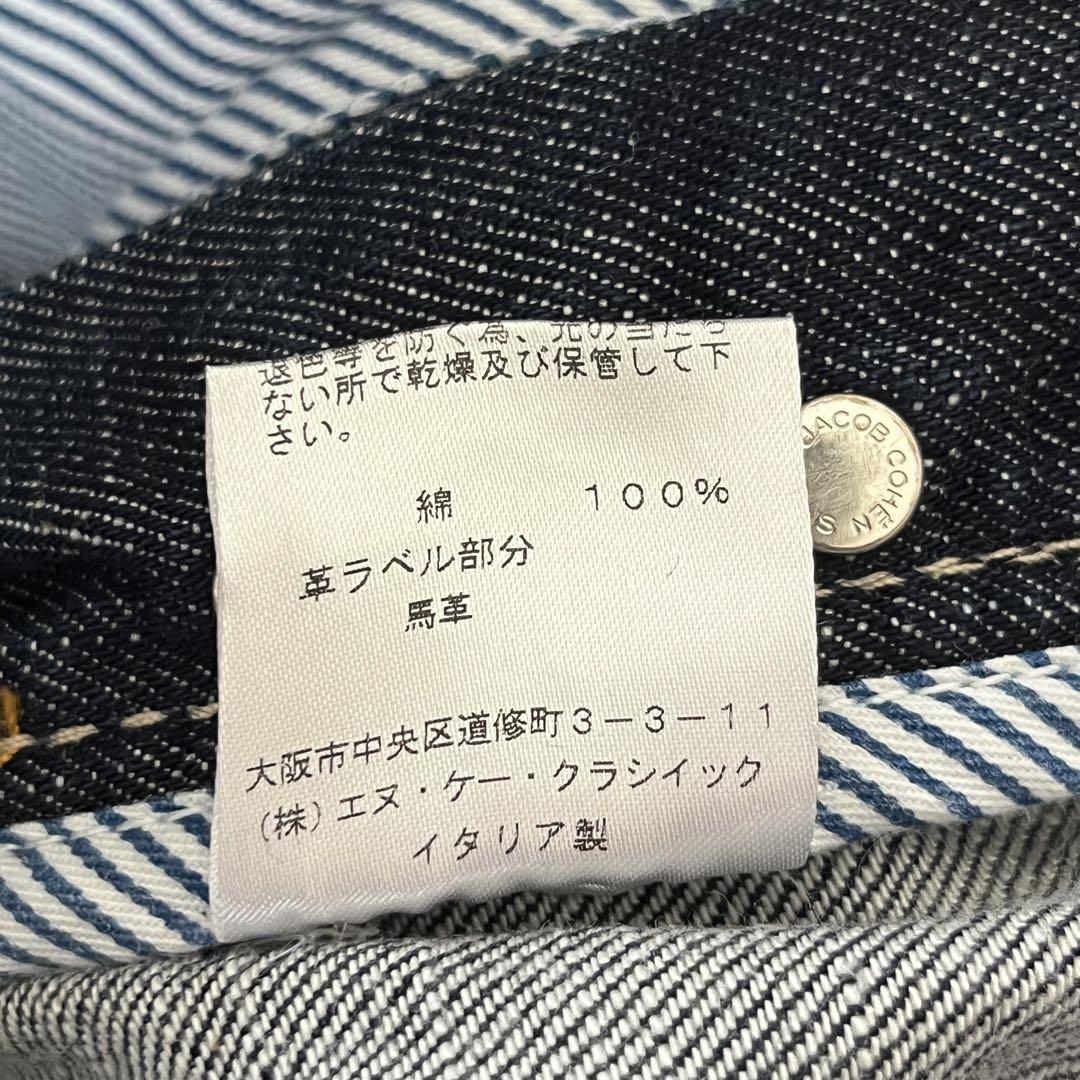 退色等を防ぐ為、光の当たら
ない所で乾燥及び保管して下
さい。
綿 100%
革ラベル部分
馬革
大阪市中央区道修町3-3-11
(株)エヌ・ケー・クラシイック
イタリア製
JACOB COHËN S